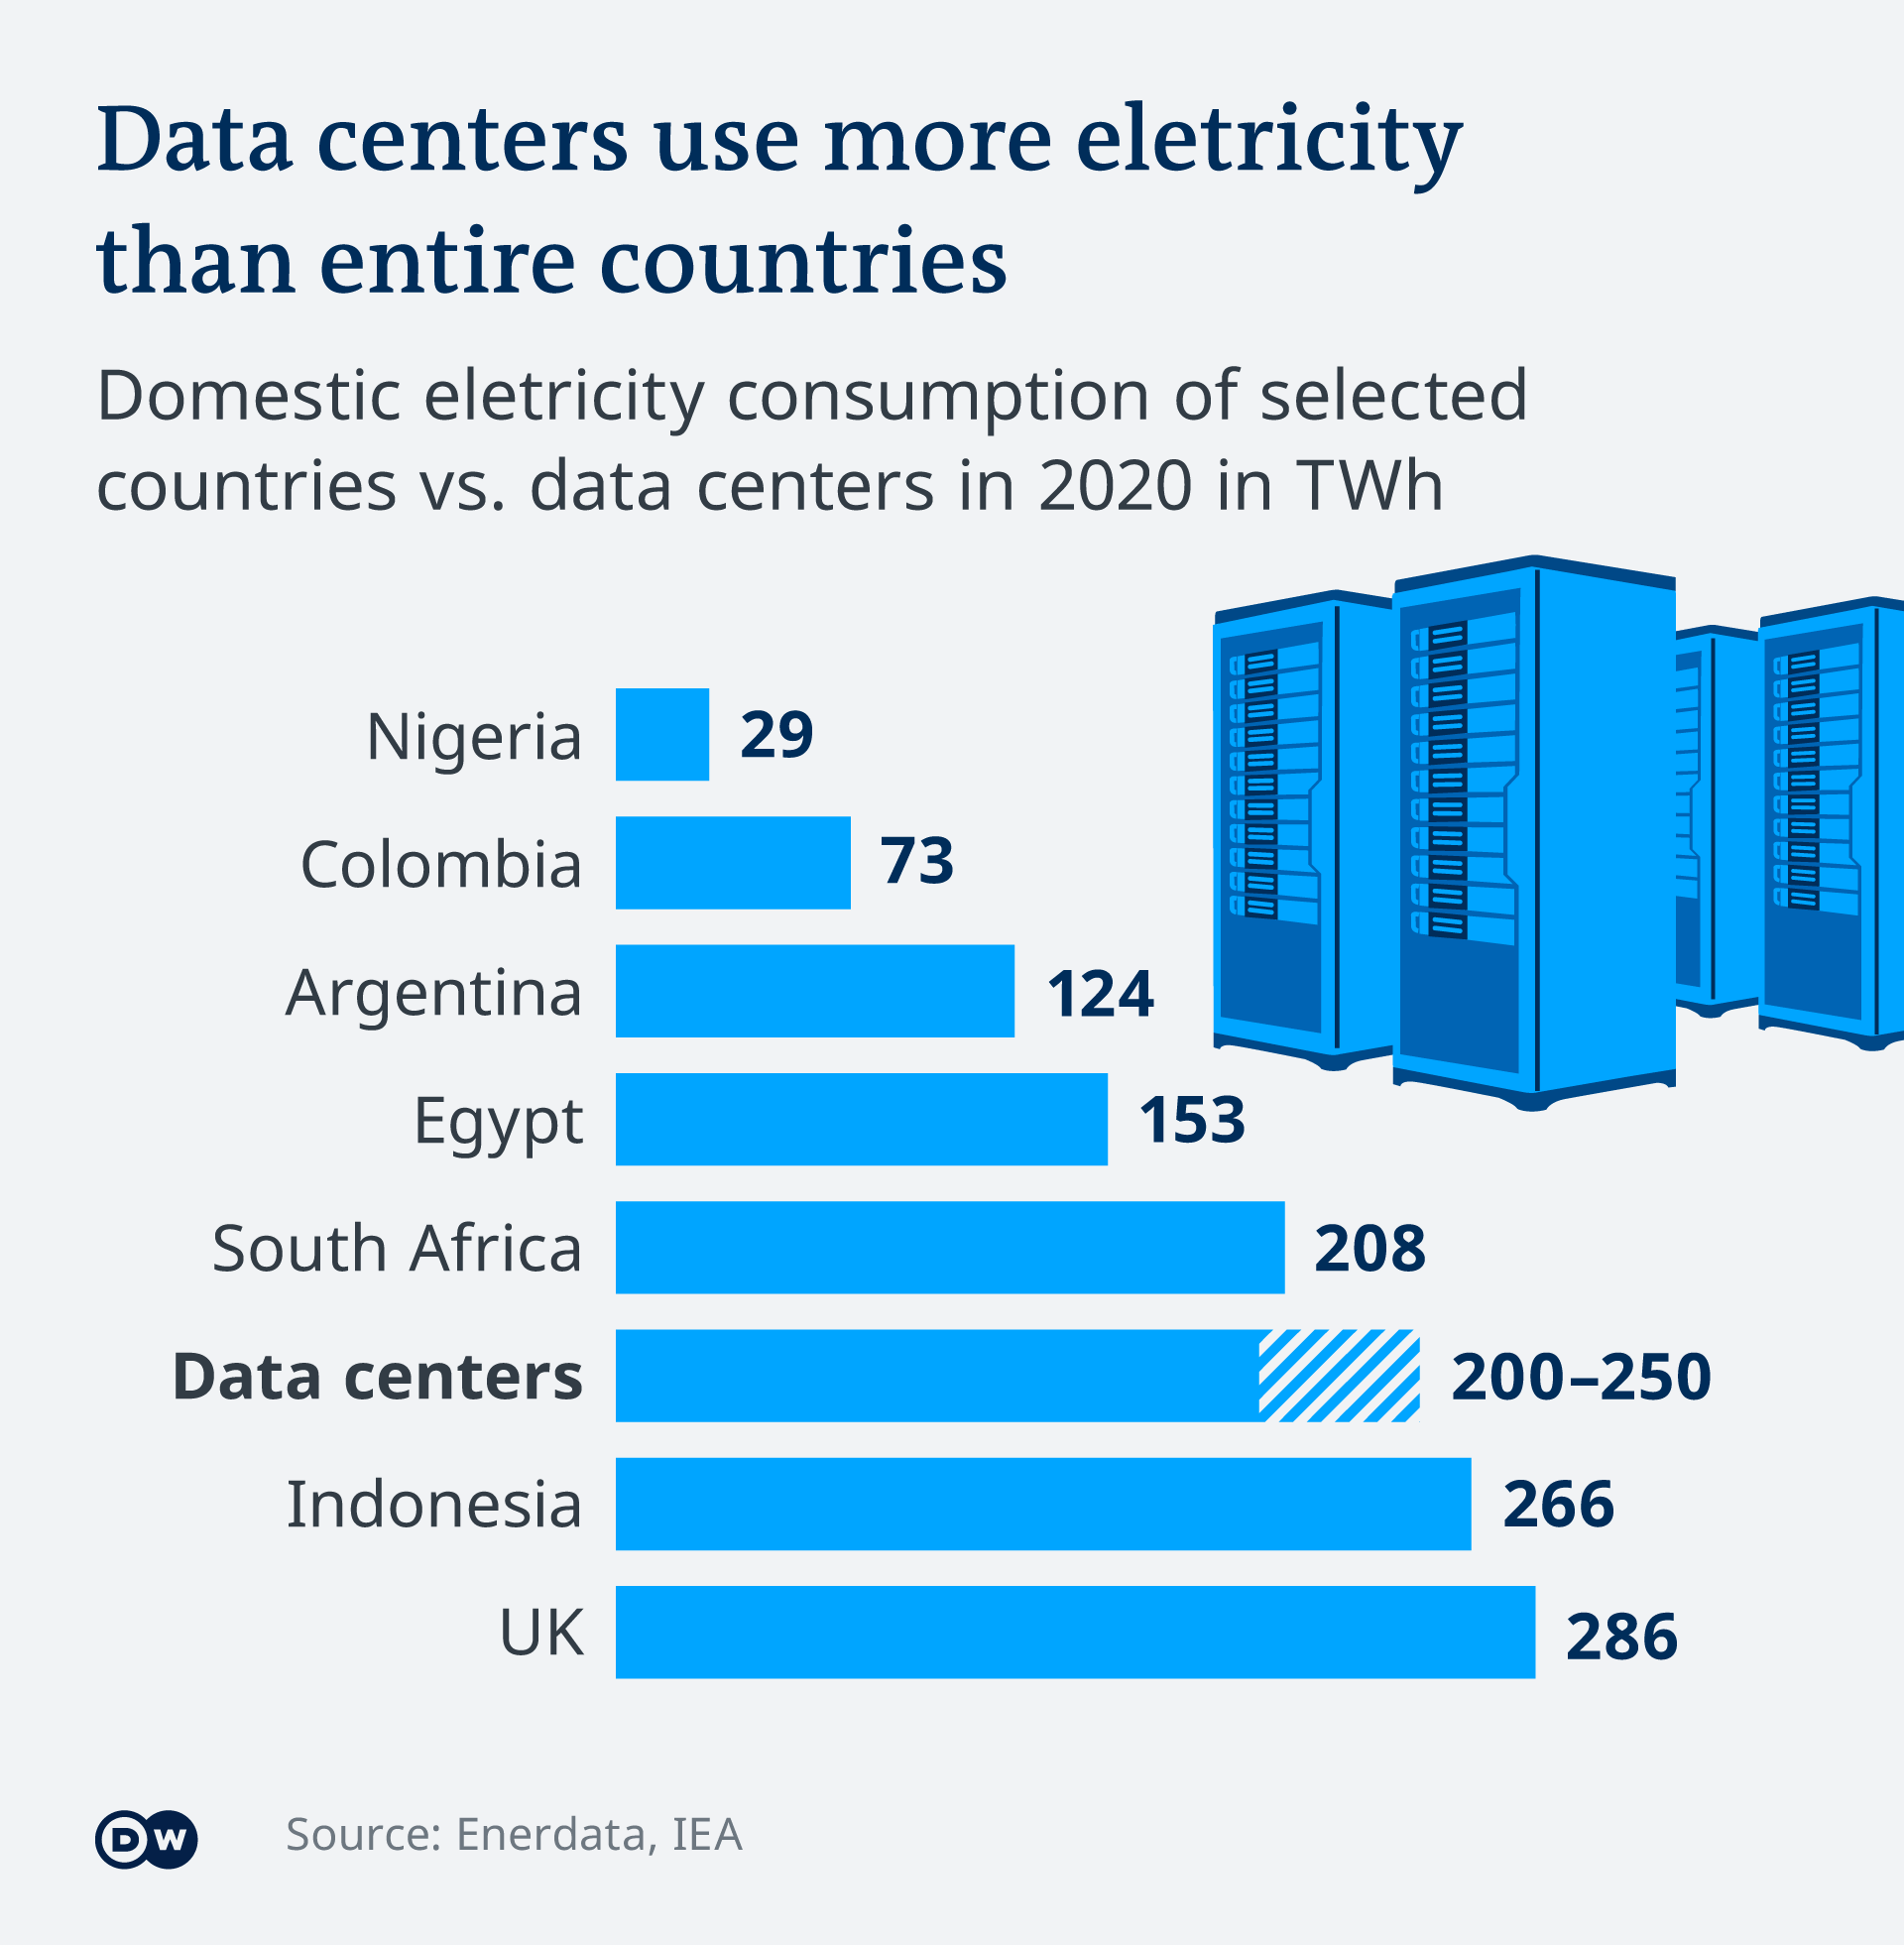 Data centers use more eletricity
than entire countries
Domestic eletricity consumption of selected
countries vs. data centers in 2020 in TWh
Nigeria 29
Colombia 73
Argentina 124
Egypt 153
South Africa 208
Data centers 200–250
Indonesia 266
UK 286
DW Source: Enerdata, IEA